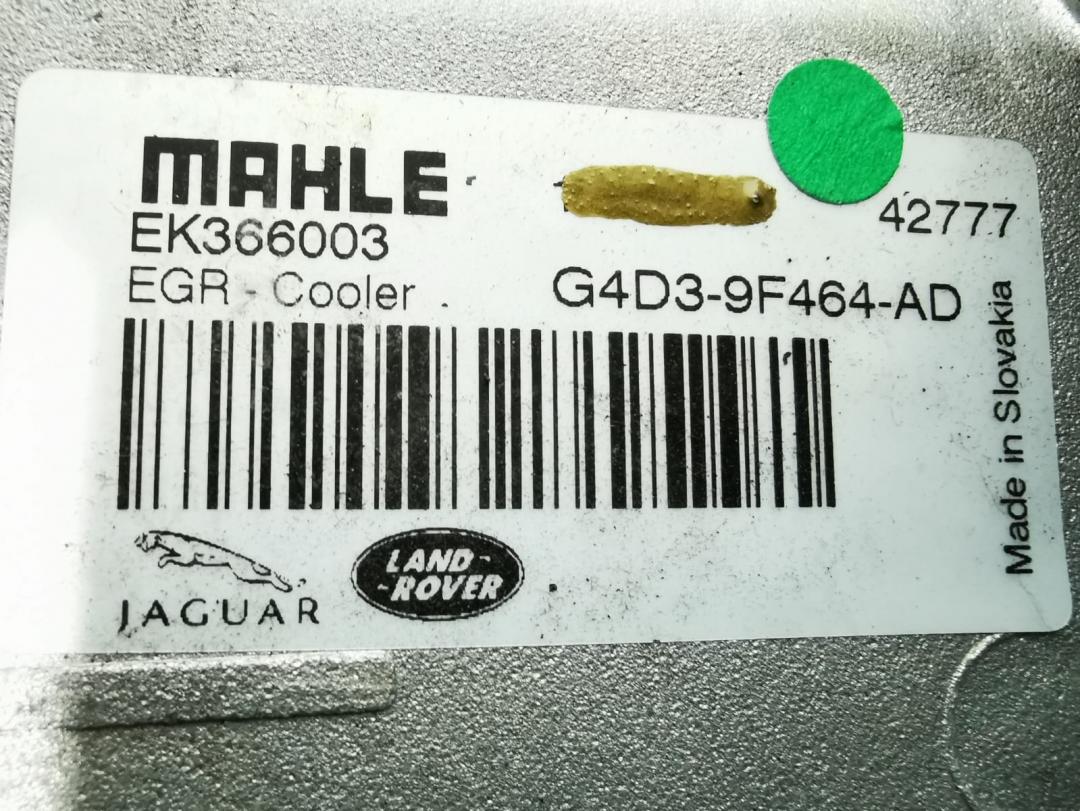 MAHLE
42777
EK366003
EGR - Cooler
G4D3-9F464-AD
Made in Slovakia
JAGUAR
LAND-
-ROVER